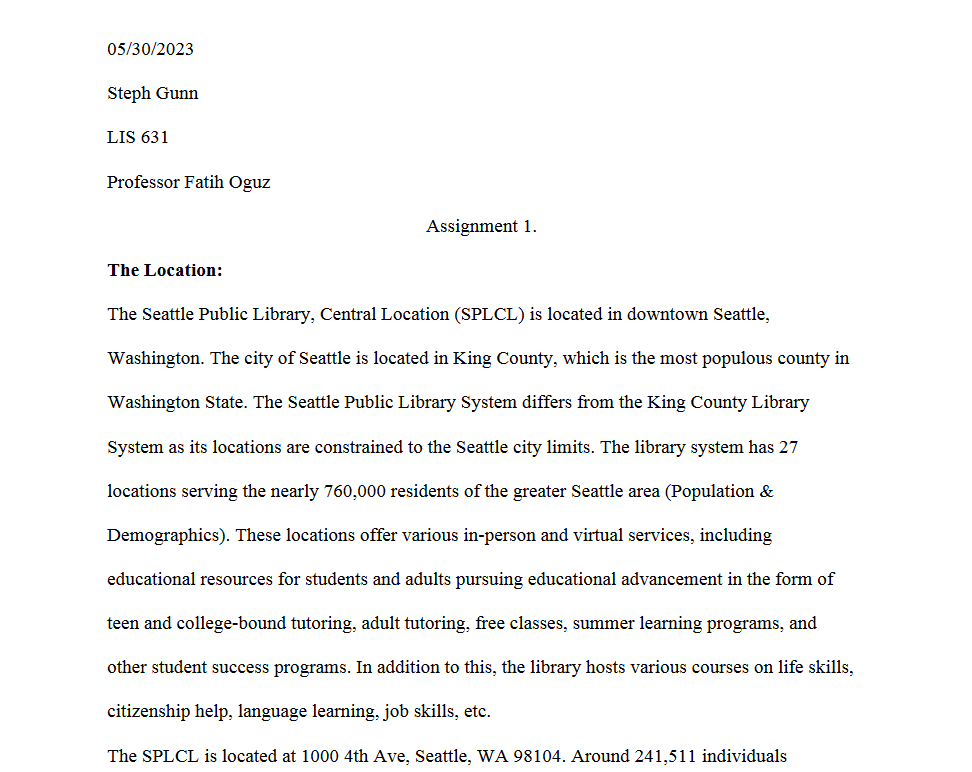 05/30/2023
Steph Gunn
LIS 631
Professor Fatih Oguz
Assignment 1.
The Location:
The Seattle Public Library, Central Location (SPLCL) is located in downtown Seattle,
Washington. The city of Seattle is located in King County, which is the most populous county in
Washington State. The Seattle Public Library System differs from the King County Library
System as its locations are constrained to the Seattle city limits. The library system has 27
locations serving the nearly 760,000 residents of the greater Seattle area (Population &
Demographics). These locations offer various in-person and virtual services, including
educational resources for students and adults pursuing educational advancement in the form of
teen and college-bound tutoring, adult tutoring, free classes, summer learning programs, and
other student success programs. In addition to this, the library hosts various courses on life skills,
citizenship help, language learning, job skills, etc.
The SPLCL is located at 1000 4th Ave, Seattle, WA 98104. Around 241,511 individuals